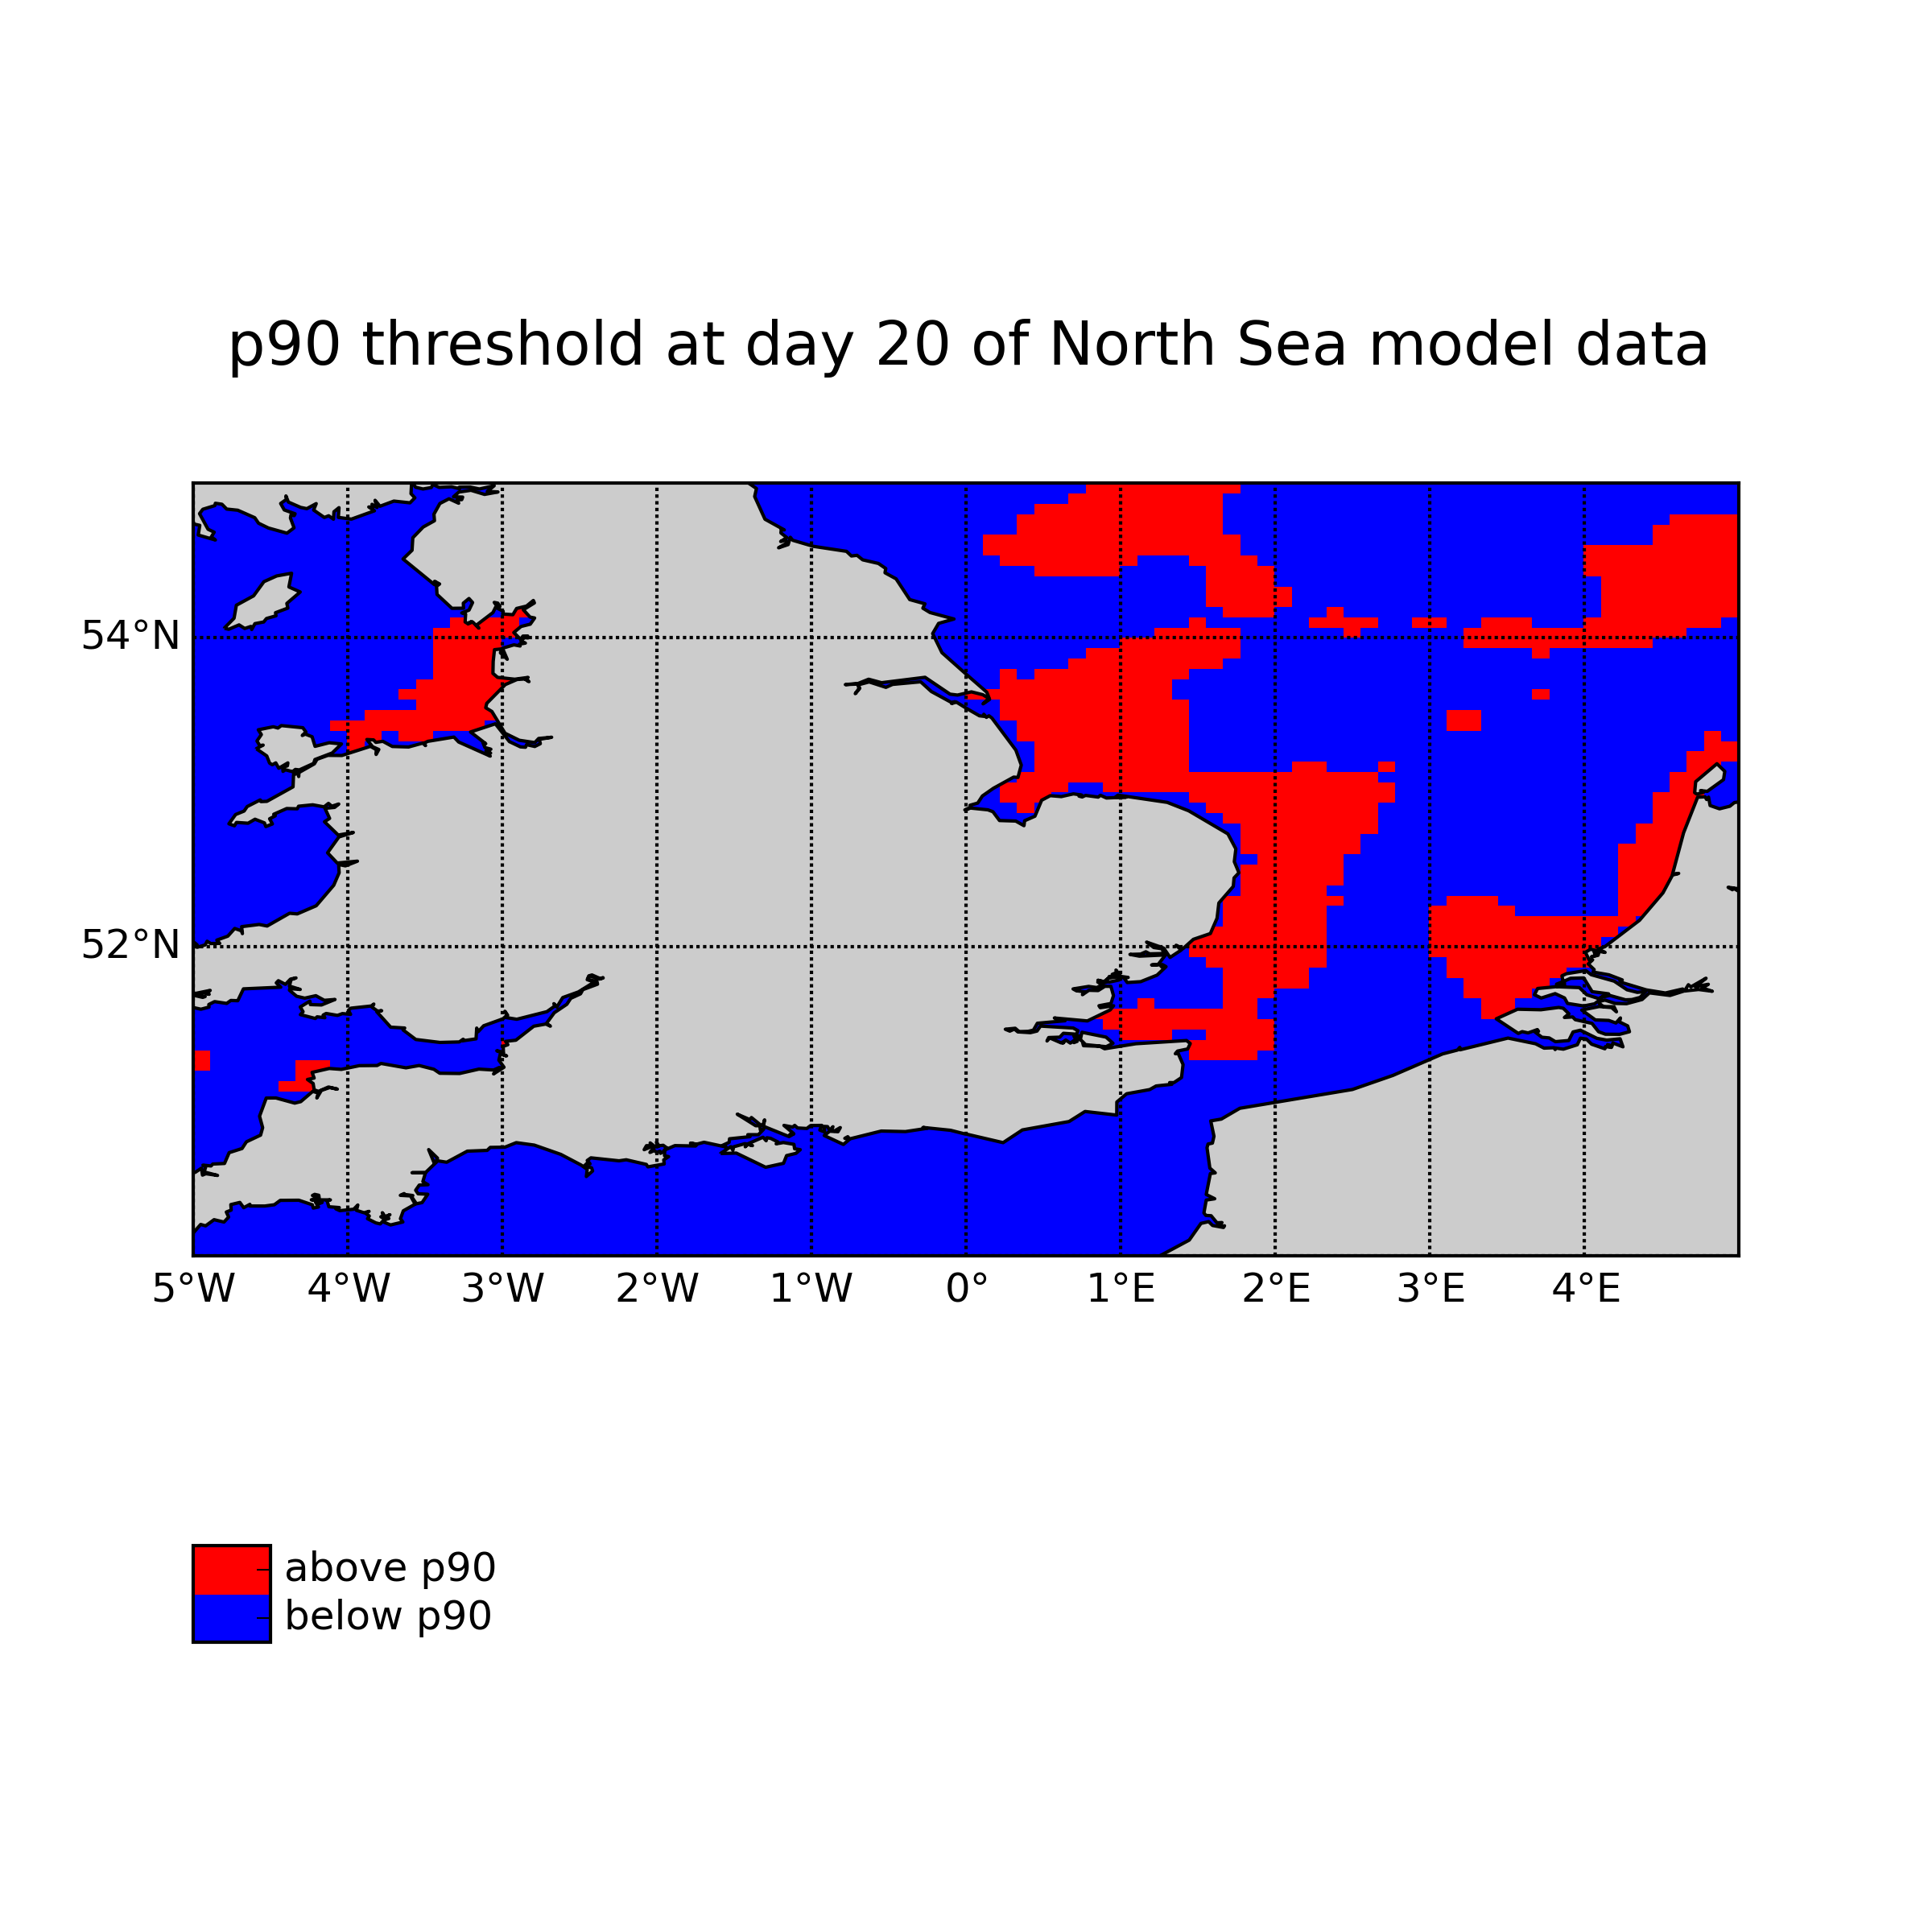 p90 threshold at day 20 of North Sea model data
54°N
52°N
5°W 4°W 3°W 2°W 1°W 0° 1°E 2°E 3°E 4°E
above p90
below p90